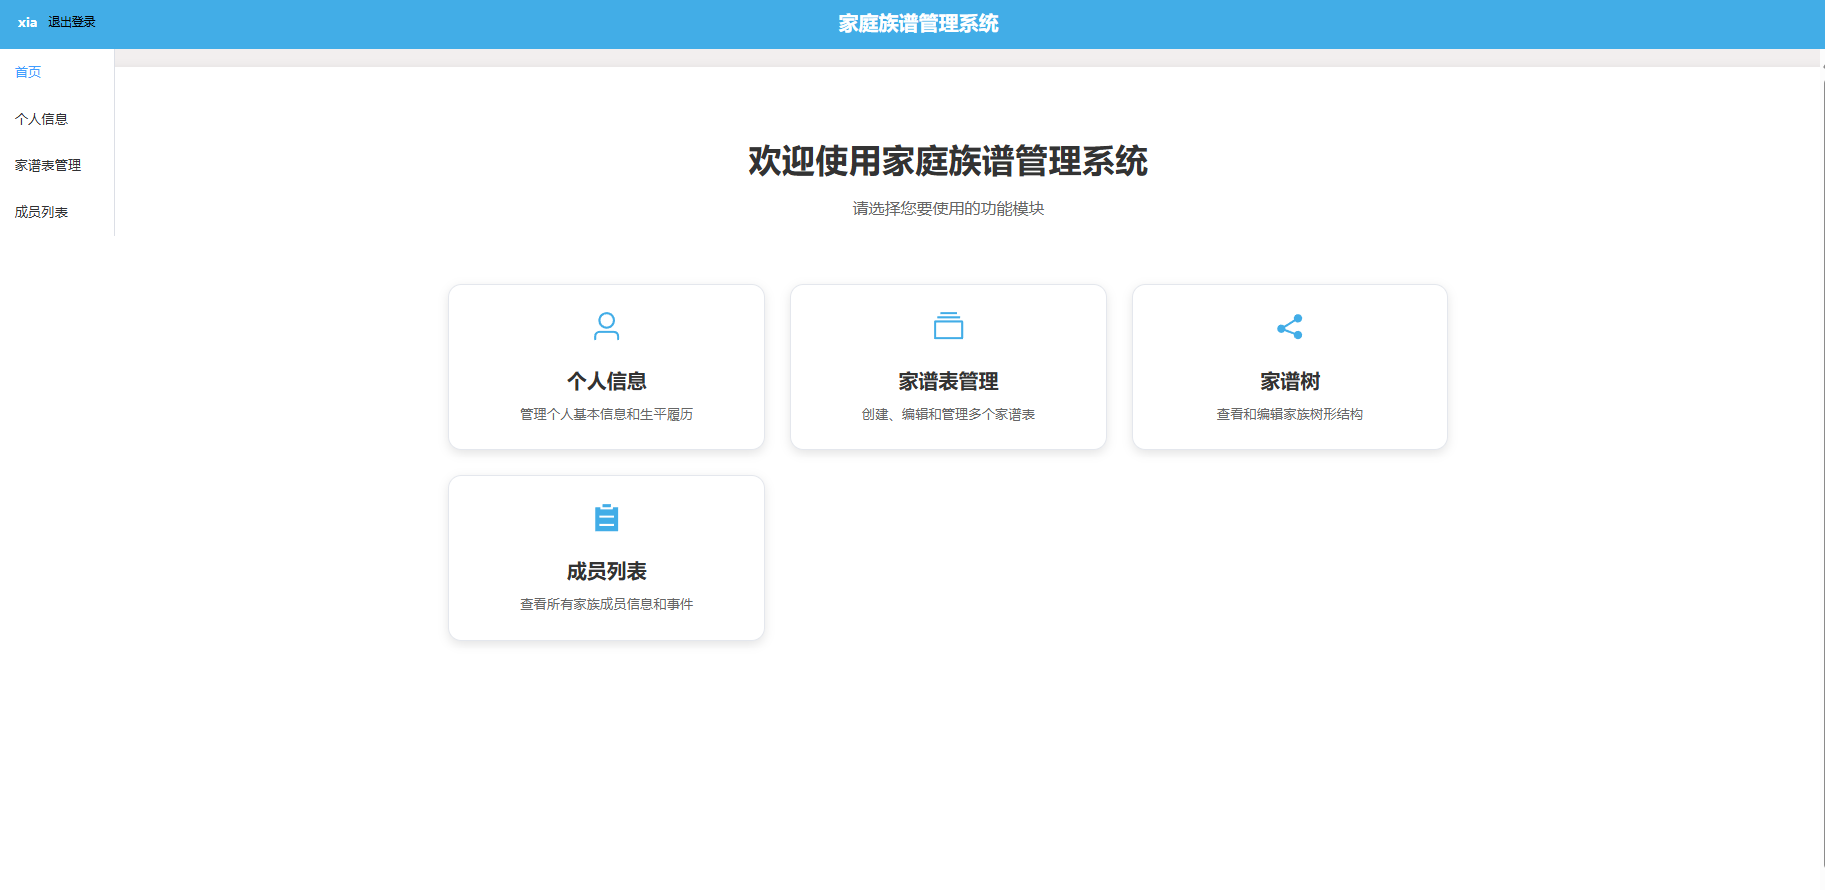 xia 退出登录
家庭族谱管理系统
首页
个人信息
家谱表管理
成员列表
欢迎使用家庭族谱管理系统
请选择您要使用的功能模块
个人信息
管理个人基本信息和生平履历
家谱表管理
创建、编辑和管理多个家谱表
家谱树
查看和编辑家族树形结构
成员列表
查看所有家族成员信息和事件